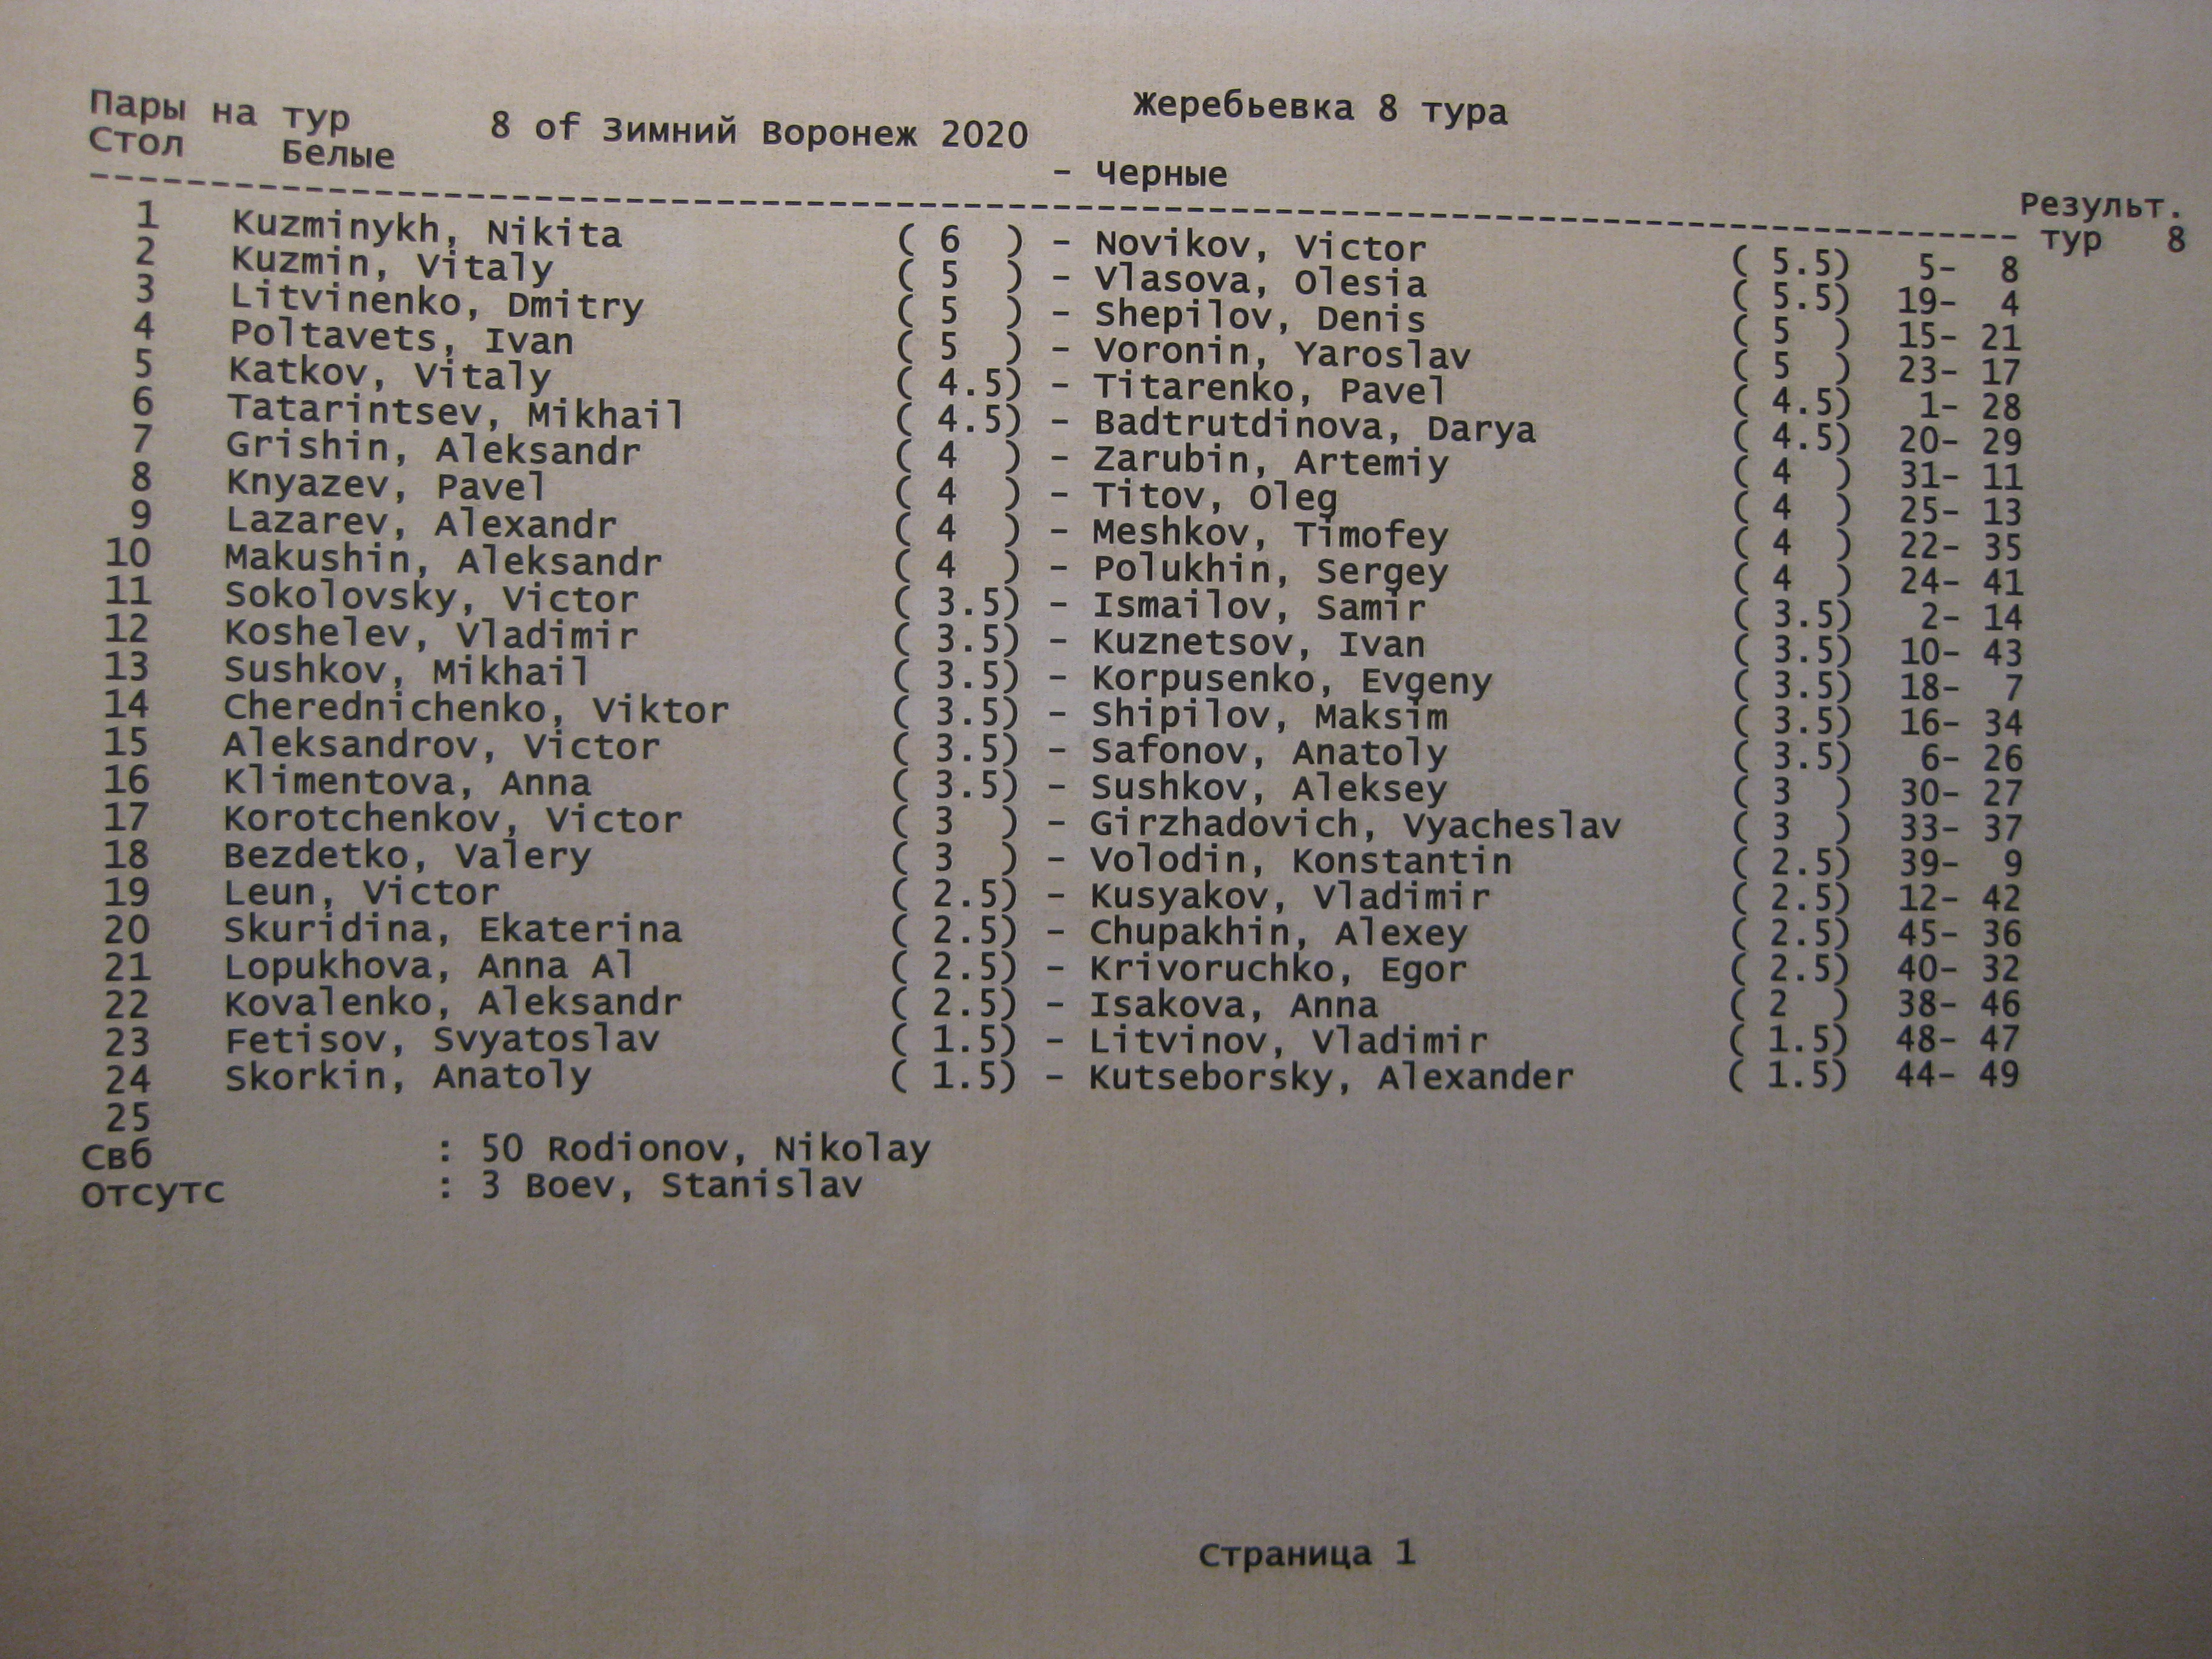 Жеребьевка 8 тура
Пары на тур 8 of Зимний Воронеж 2020
Стол Белые - Черные Результ.
-------------------------------------------------------------------------------- тур 8
1 Kuzminykh, Nikita ( 6 ) - Novikov, Victor ( 5.5) 5- 8
2 Kuzmin, Vitaly ( 5 ) - Vlasova, Olesia ( 5.5) 19- 4
3 Litvinenko, Dmitry ( 5 ) - Shepilov, Denis ( 5 ) 15- 21
4 Poltavets, Ivan ( 5 ) - Voronin, Yaroslav ( 5 ) 23- 17
5 Katkov, Vitaly ( 4.5) - Titarenko, Pavel ( 4.5) 1- 28
6 Tatarintsev, Mikhail ( 4.5) - Badtrutdinova, Darya ( 4.5) 20- 29
7 Grishin, Aleksandr ( 4 ) - Zarubin, Artemiy ( 4 ) 31- 11
8 Knyazev, Pavel ( 4 ) - Titov, Oleg ( 4 ) 25- 13
9 Lazarev, Alexandr ( 4 ) - Meshkov, Timofey ( 4 ) 22- 35
10 Makushin, Aleksandr ( 4 ) - Polukhin, Sergey ( 4 ) 24- 41
11 Sokolovsky, Victor ( 3.5) - Ismailov, Samir ( 3.5) 2- 14
12 Koshelev, Vladimir ( 3.5) - Kuznetsov, Ivan ( 3.5) 10- 43
13 Sushkov, Mikhail ( 3.5) - Korpusenko, Evgeny ( 3.5) 18- 7
14 Cherednichenko, Viktor ( 3.5) - Shipilov, Maksim ( 3.5) 16- 34
15 Aleksandrov, Victor ( 3.5) - Safonov, Anatoly ( 3.5) 6- 26
16 Klimentova, Anna ( 3.5) - Sushkov, Aleksey ( 3 ) 30- 27
17 Korotchenkov, Victor ( 3 ) - Girzhadovich, Vyacheslav ( 3 ) 33- 37
18 Bezdetko, Valery ( 3 ) - Volodin, Konstantin ( 2.5) 39- 9
19 Leun, Victor ( 2.5) - Kusyakov, Vladimir ( 2.5) 12- 42
20 Skuridina, Ekaterina ( 2.5) - Chupakhin, Alexey ( 2.5) 45- 36
21 Lopukhova, Anna Al ( 2.5) - Krivoruchko, Egor ( 2.5) 40- 32
22 Kovalenko, Aleksandr ( 2.5) - Isakova, Anna ( 2 ) 38- 46
23 Fetisov, Svyatoslav ( 1.5) - Litvinov, Vladimir ( 1.5) 48- 47
24 Skorkin, Anatoly ( 1.5) - Kutseborsky, Alexander ( 1.5) 44- 49
25
Свб : 50 Rodionov, Nikolay
Отсутс : 3 Boev, Stanislav
Страница 1